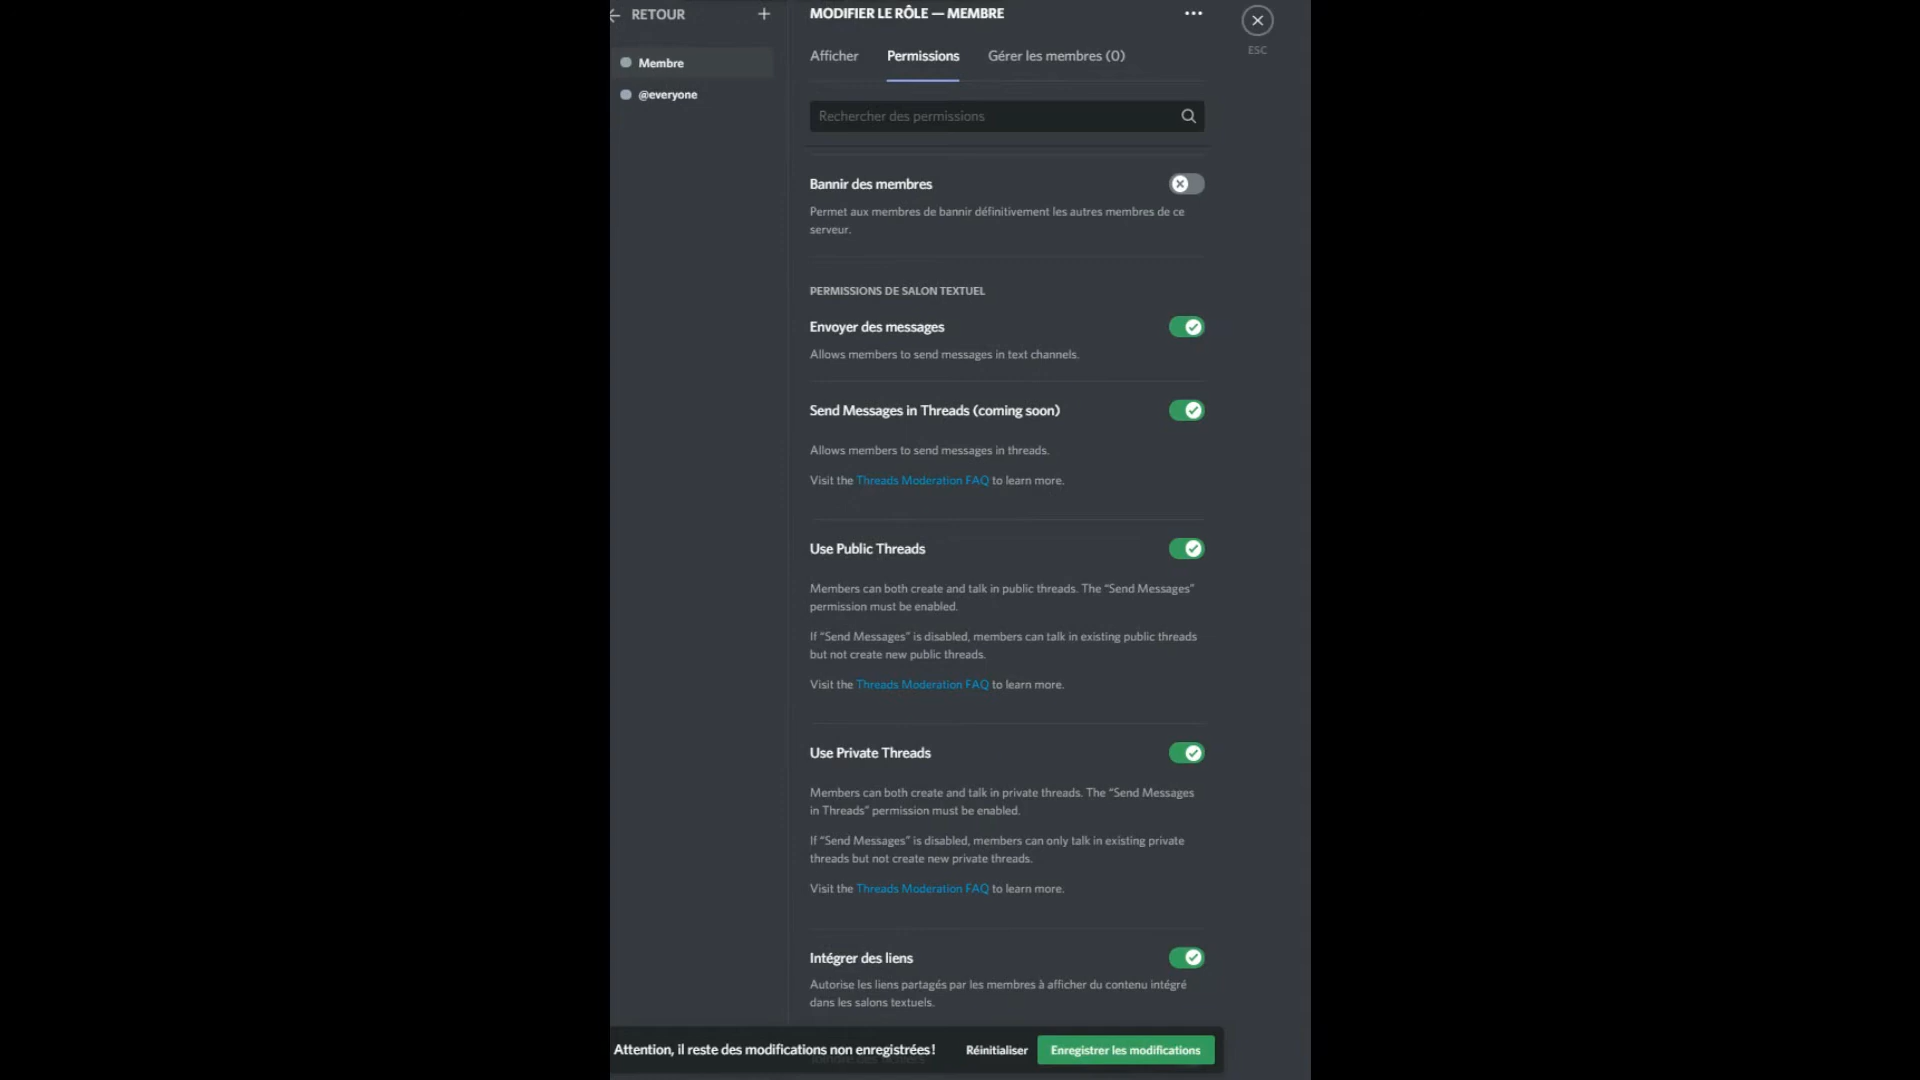 RETOUR
Membre
@everyone
MODIFIER LE RÔLE — MEMBRE
ESC
Afficher
Permissions
Gérer les membres (0)
Rechercher des permissions
Bannir des membres
Permet aux membres de bannir définitivement les autres membres de ce
serveur.
PERMISSIONS DE SALON TEXTUEL
Envoyer des messages
Allows members to send messages in text channels.
Send Messages in Threads (coming soon)
Allows members to send messages in threads.
Visit the Threads Moderation FAQ to learn more.
Use Public Threads
Members can both create and talk in public threads. The “Send Messages”
permission must be enabled.
If “Send Messages” is disabled, members can talk in existing public threads
but not create new public threads.
Visit the Threads Moderation FAQ to learn more.
Use Private Threads
Members can both create and talk in private threads. The “Send Messages
in Threads” permission must be enabled.
If “Send Messages” is disabled, members can only talk in existing private
threads but not create new private threads.
Visit the Threads Moderation FAQ to learn more.
Intégrer des liens
Autorise les liens partagés par les membres à afficher du contenu intégré
dans les salons textuels.
Attention, il reste des modifications non enregistrées !
Réinitialiser
Enregistrer les modifications